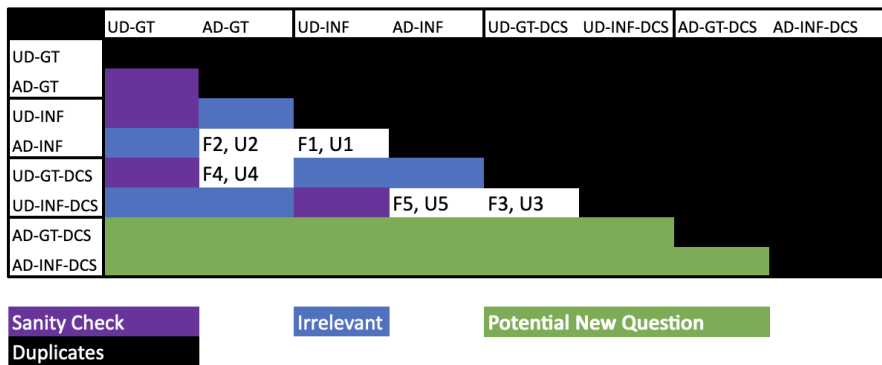 UD-GT AD-GT UD-INF AD-INF UD-GT-DCS UD-INF-DCS AD-GT-DCS AD-INF-DCS
UD-GT
AD-GT
UD-INF
AD-INF F2, U2 F1, U1
UD-GT-DCS F4, U4
UD-INF-DCS F5, U5 F3, U3
AD-GT-DCS
AD-INF-DCS
Sanity Check Irrelevant Potential New Question
Duplicates